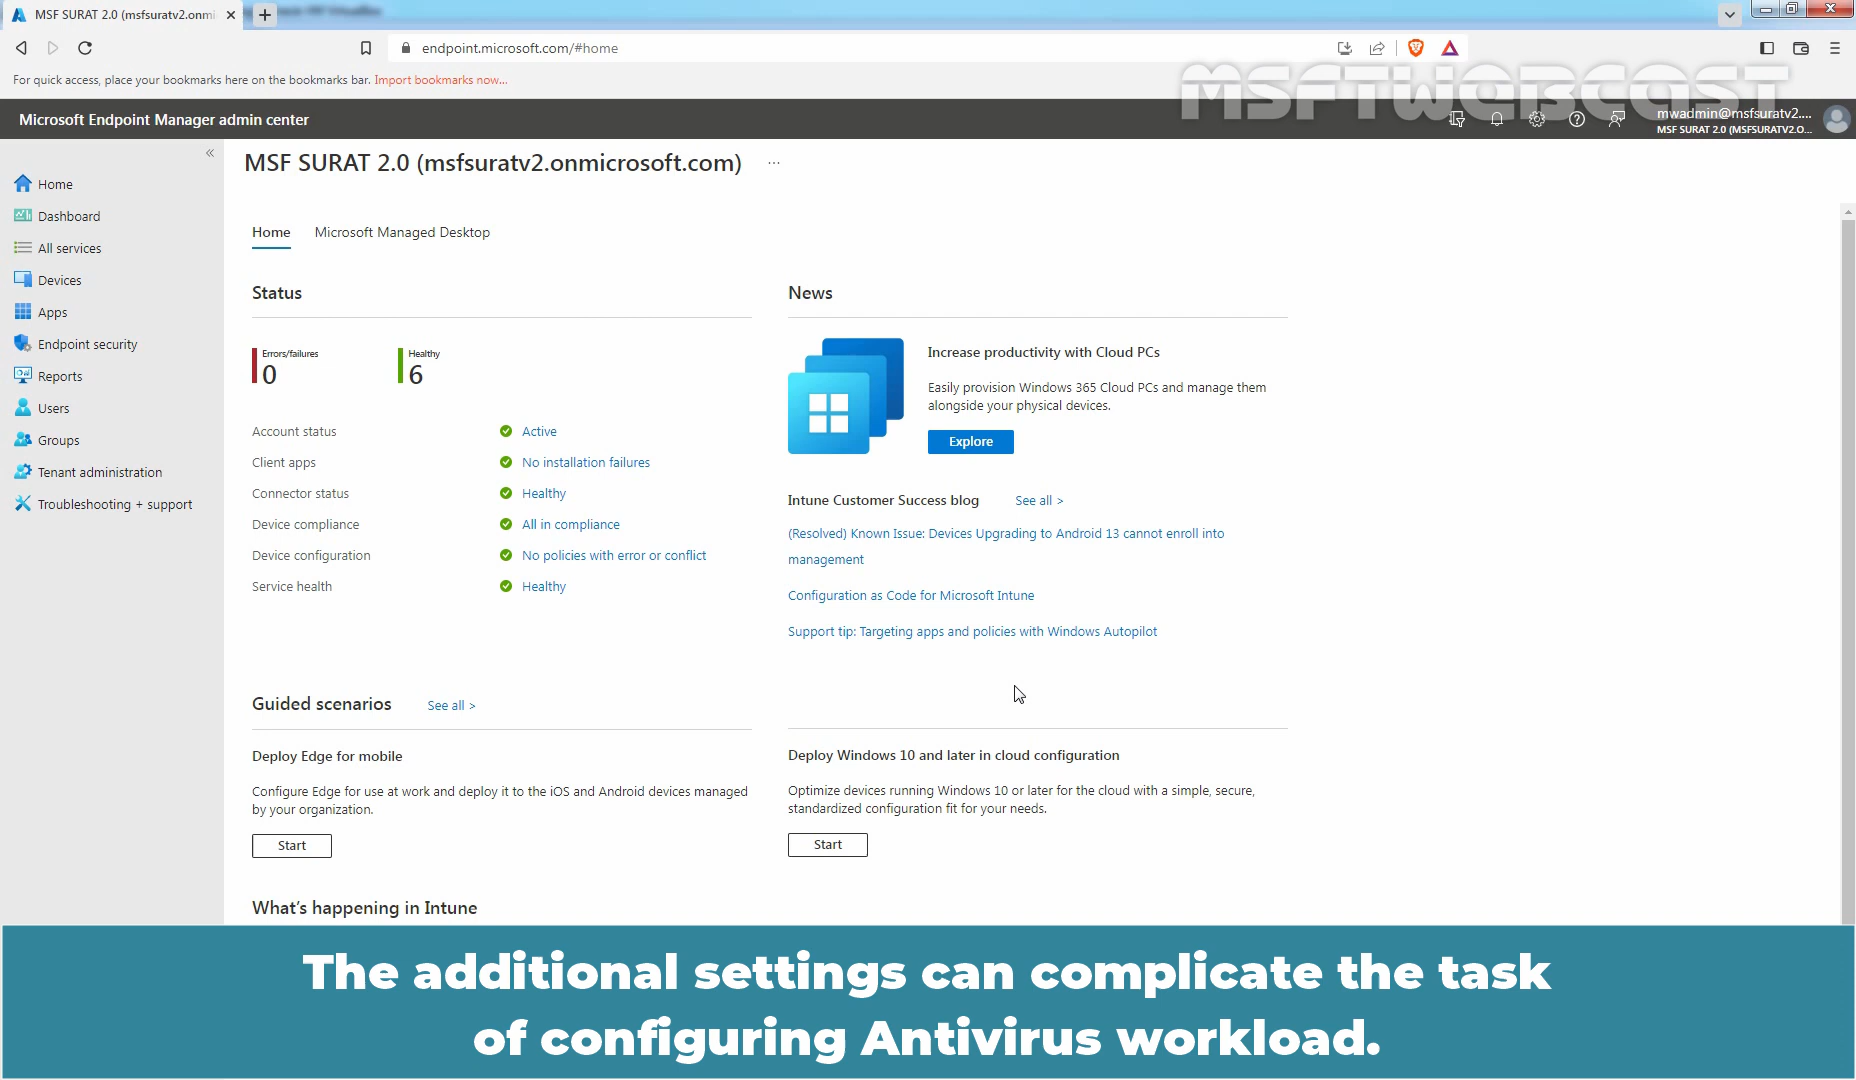 MSF SURAT 2.0 (msfsuratv2.onmi
endpoint.microsoft.com/#home
For quick access, place your bookmarks here on the bookmarks bar. Import bookmarks now...
MSFTWEBCAST
Microsoft Endpoint Manager admin center
mwadmin@msfsuratv2....
MSF SURAT 2.0 (MSFSURATV2.O...
MSF SURAT 2.0 (msfsuratv2.onmicrosoft.com) ...
Home
Dashboard
All services
Devices
Apps
Endpoint security
Reports
Users
Groups
Tenant administration
Troubleshooting + support
Home Microsoft Managed Desktop
Status
Errors/failures
0
Healthy
6
Account status Active
Client apps No installation failures
Connector status Healthy
Device compliance All in compliance
Device configuration No policies with error or conflict
Service health Healthy
News
Increase productivity with Cloud PCs
Easily provision Windows 365 Cloud PCs and manage them
alongside your physical devices.
Explore
Intune Customer Success blog See all >
(Resolved) Known Issue: Devices Upgrading to Android 13 cannot enroll into
management
Configuration as Code for Microsoft Intune
Support tip: Targeting apps and policies with Windows Autopilot
Guided scenarios See all >
Deploy Edge for mobile
Configure Edge for use at work and deploy it to the iOS and Android devices managed
by your organization.
Start
Deploy Windows 10 and later in cloud configuration
Optimize devices running Windows 10 or later for the cloud with a simple, secure,
standardized configuration fit for your needs.
Start
What's happening in Intune
The additional settings can complicate the task
of configuring Antivirus workload.